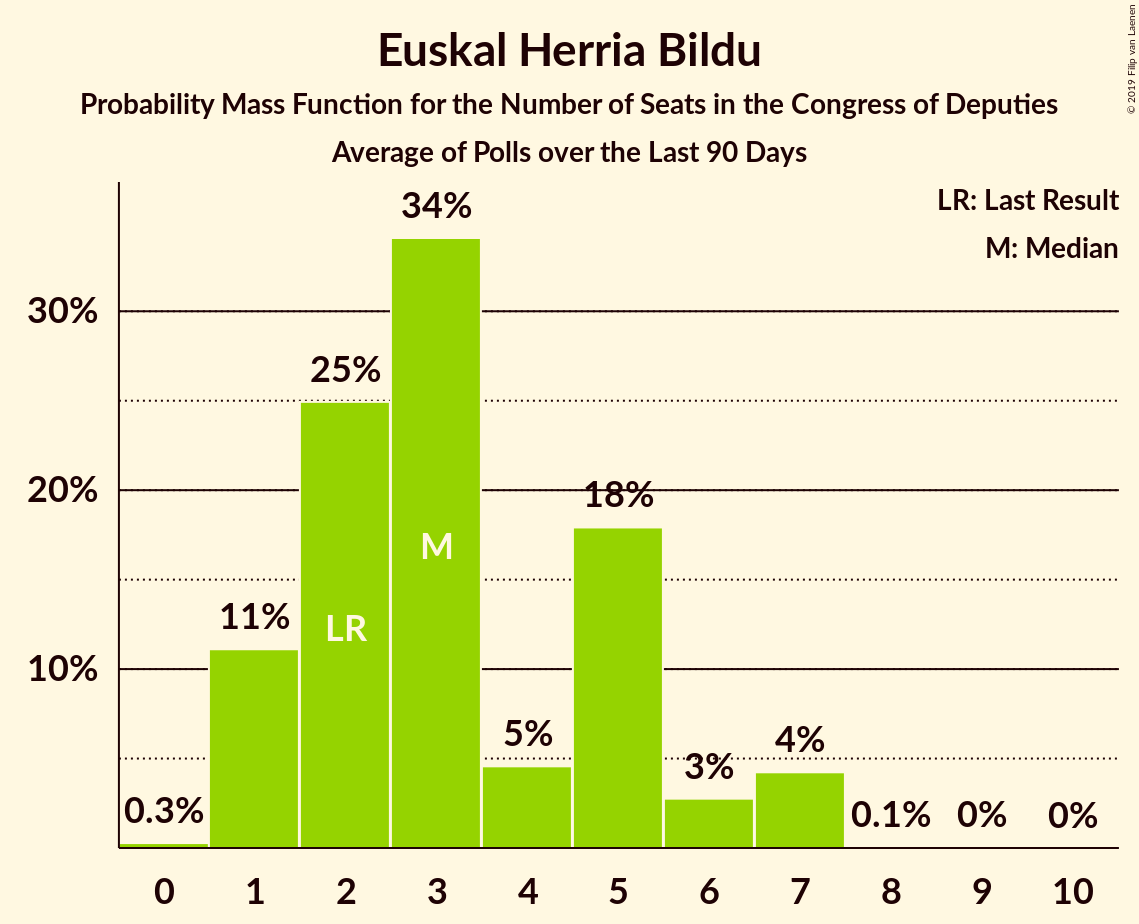 Euskal Herria Bildu
Probability Mass Function for the Number of Seats in the Congress of Deputies
Average of Polls over the Last 90 Days
© 2019 Filip van Laenen
LR: Last Result
M: Median
30%
20%
10%
0.3%
11%
25%
34%
5%
18%
3%
4%
0.1%
0%
0%
LR
M
0 1 2 3 4 5 6 7 8 9 10